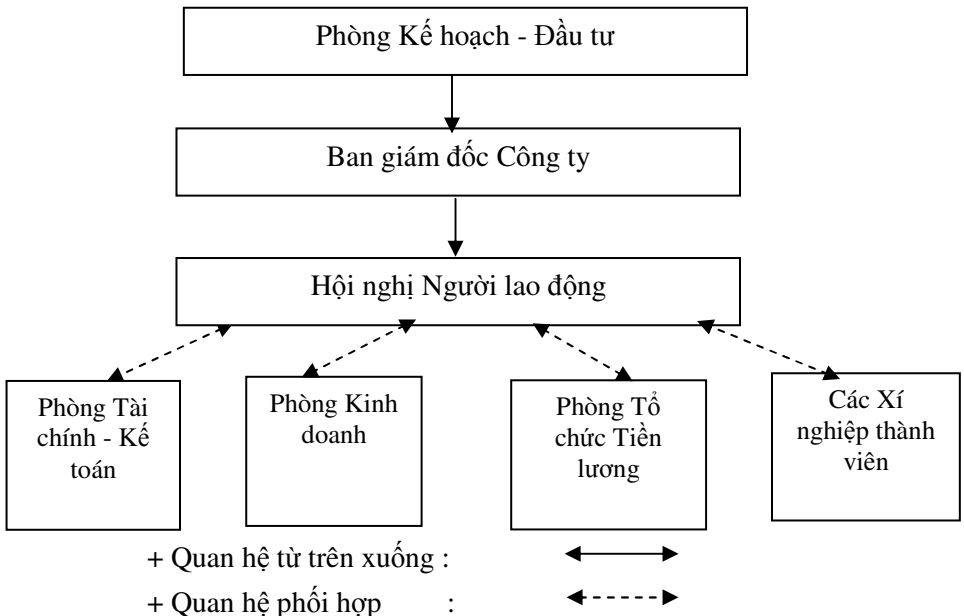 Phòng Kế hoạch - Đầu tư
Ban giám đốc Công ty
Hội nghị Người lao động
Phòng Tài
chính - Kế
toán
Phòng Kinh
doanh
Phòng Tổ
chức Tiền
lương
Các Xí
nghiệp thành
viên
+ Quan hệ từ trên xuống :
+ Quan hệ phối hợp :